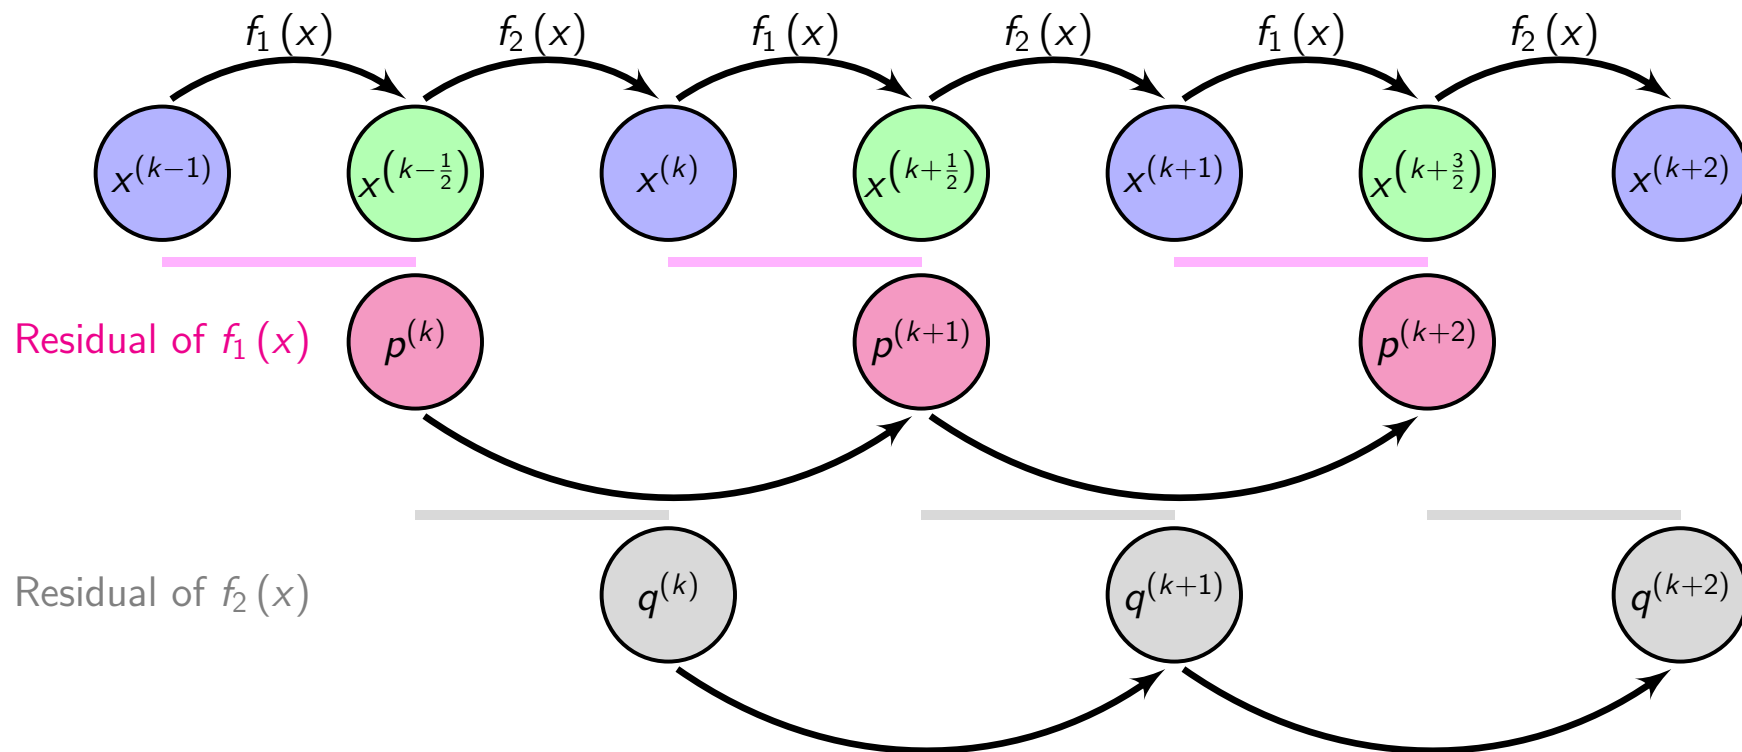 f₁(x) f₂(x) f₁(x) f₂(x) f₁(x) f₂(x)
x^(k−1) x^(k−1/2) x^(k) x^(k+1/2) x^(k+1) x^(k+3/2) x^(k+2)
Residual of f₁(x) p^(k) p^(k+1) p^(k+2)
Residual of f₂(x) q^(k) q^(k+1) q^(k+2)